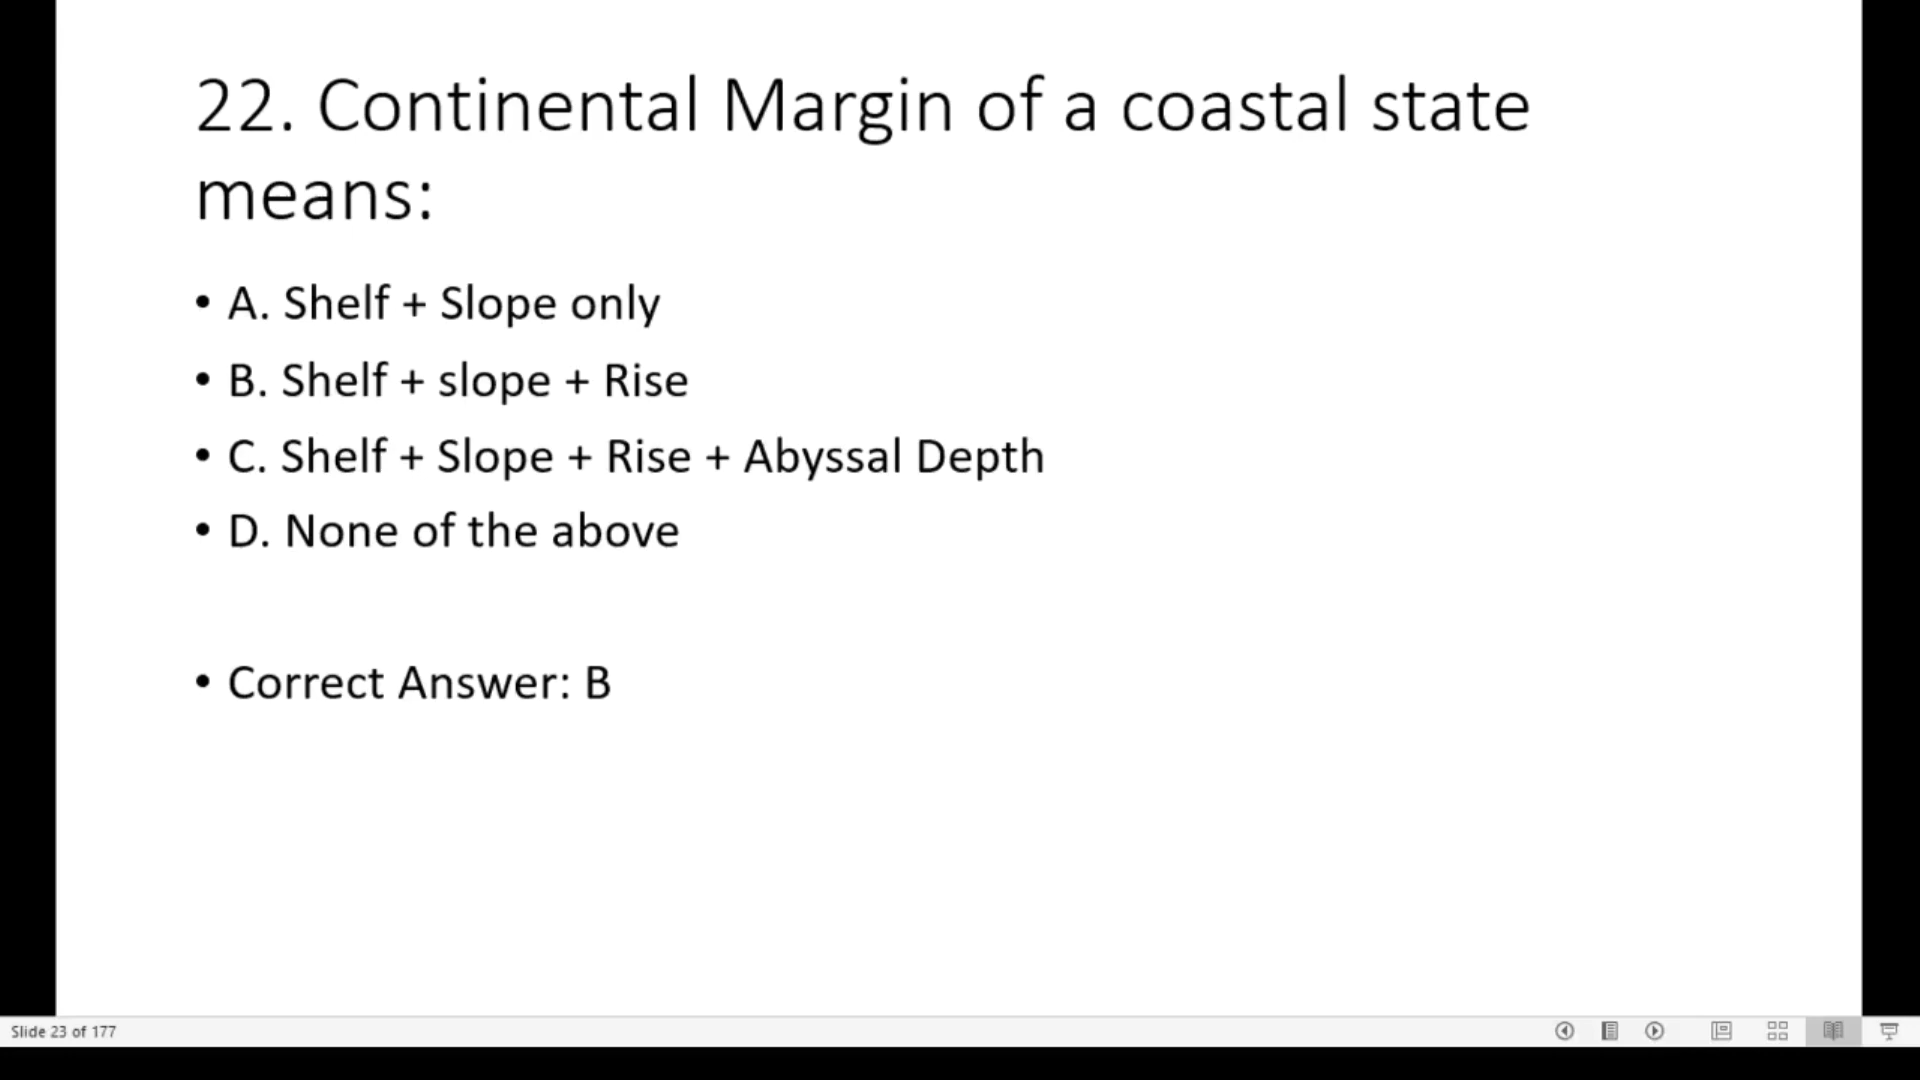 22. Continental Margin of a coastal state
means:
• A. Shelf + Slope only
• B. Shelf + slope + Rise
• C. Shelf + Slope + Rise + Abyssal Depth
• D. None of the above
• Correct Answer: B
Slide 23 of 177